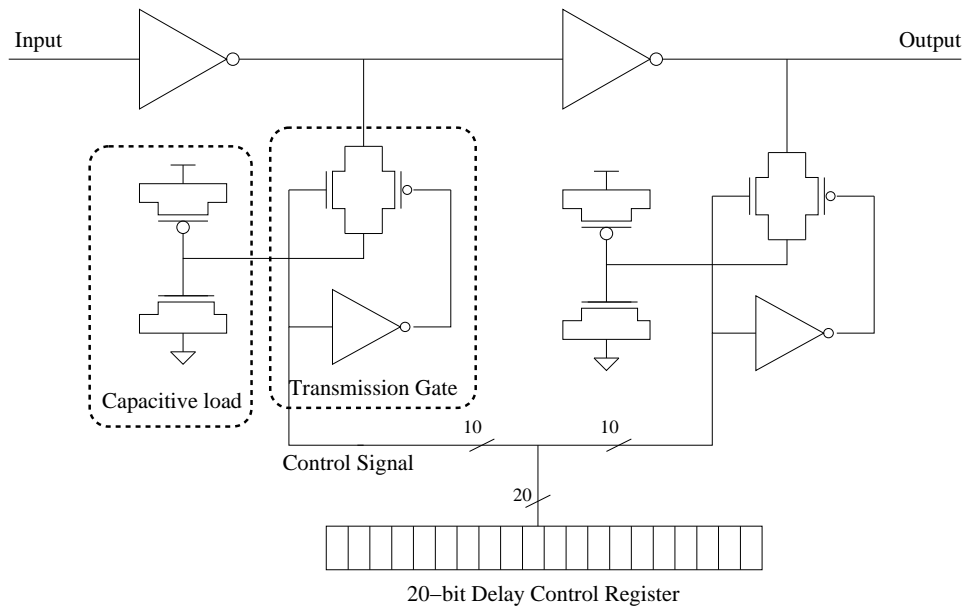 Input
Output
Transmission Gate
Capacitive load
10
10
Control Signal
20
20−bit Delay Control Register